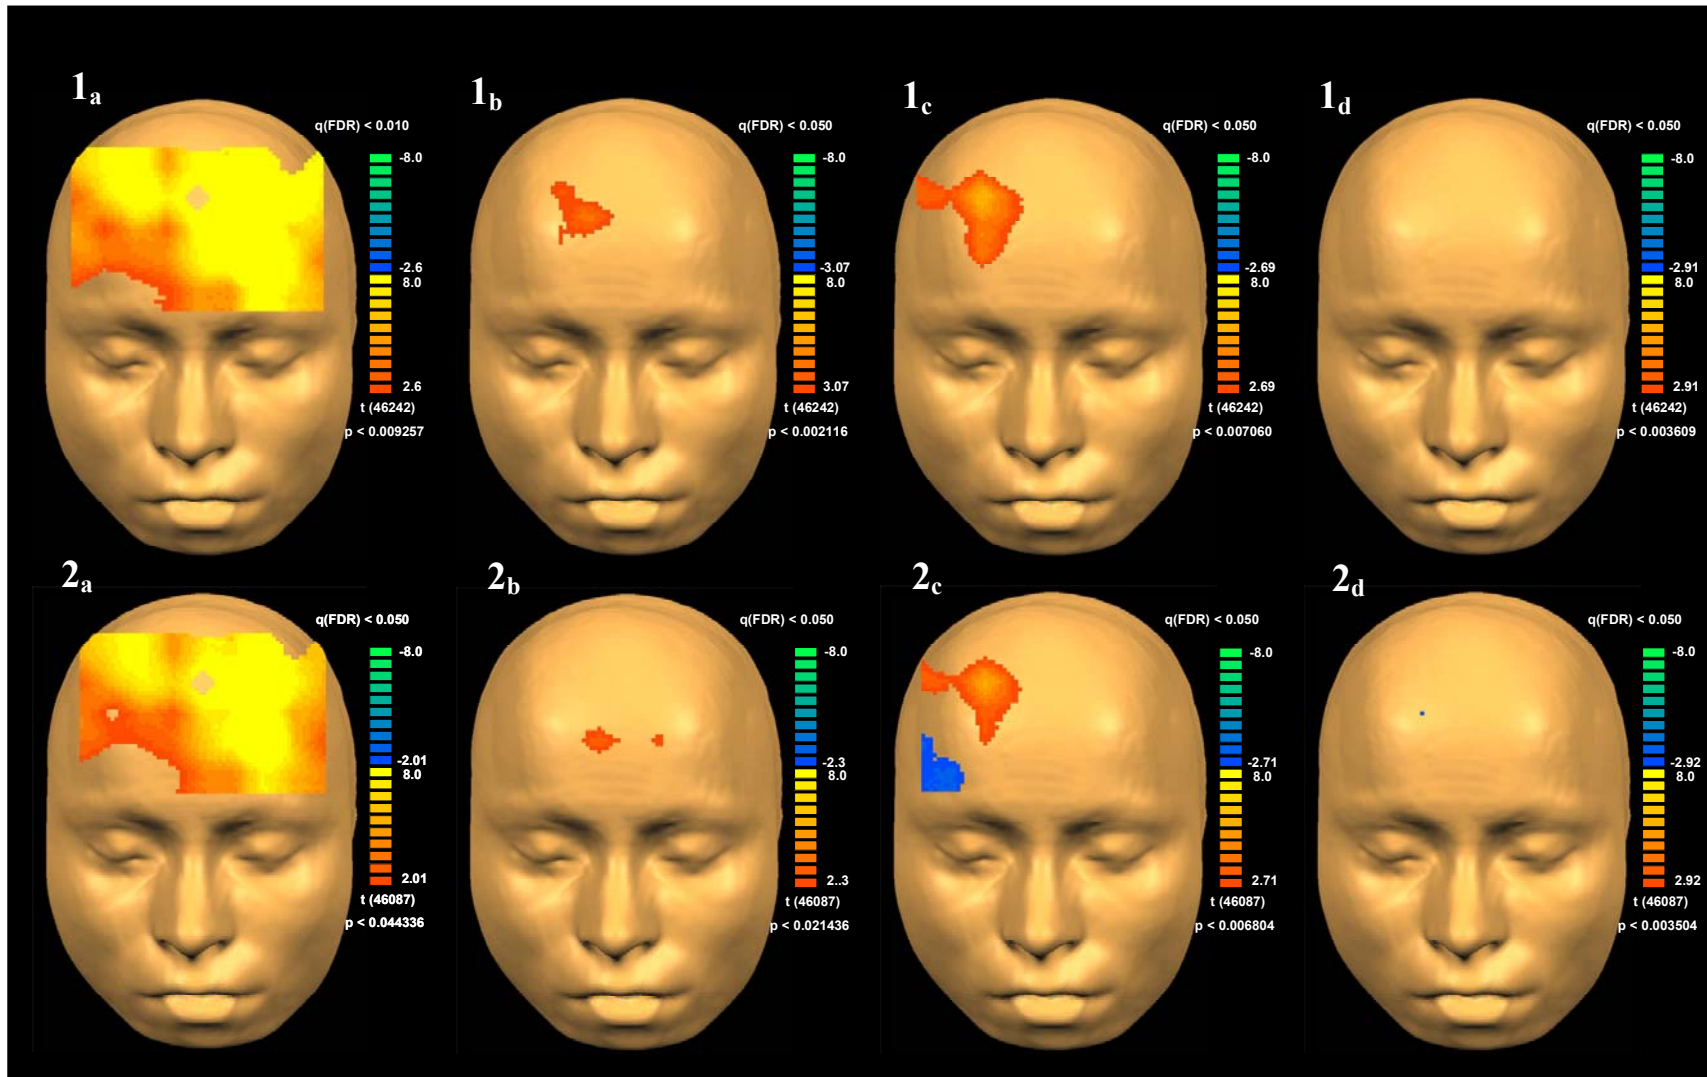 1a
q(FDR) < 0.010
-8.0
-2.6
8.0
2.6
t (46242)
p < 0.009257
1b
q(FDR) < 0.050
-8.0
-3.07
8.0
3.07
t (46242)
p < 0.002116
1c
q(FDR) < 0.050
-8.0
-2.69
8.0
2.69
t (46242)
p < 0.007060
1d
q(FDR) < 0.050
-8.0
-2.91
8.0
2.91
t (46242)
p < 0.003609
2a
q(FDR) < 0.050
-8.0
-2.01
8.0
2.01
t (46087)
p < 0.044336
2b
q(FDR) < 0.050
-8.0
-2.3
8.0
2..3
t (46087)
p < 0.021436
2c
q(FDR) < 0.050
-8.0
-2.71
8.0
2.71
t (46087)
p < 0.006804
2d
q(FDR) < 0.050
-8.0
-2.92
8.0
2.92
t (46087)
p < 0.003504